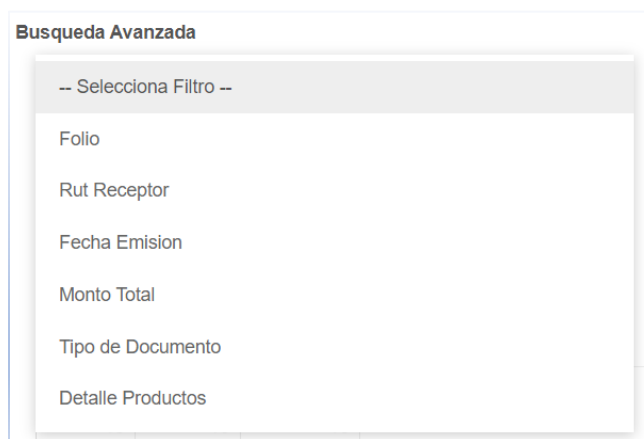 Busqueda Avanzada
-- Selecciona Filtro --
Folio
Rut Receptor
Fecha Emision
Monto Total
Tipo de Documento
Detalle Productos